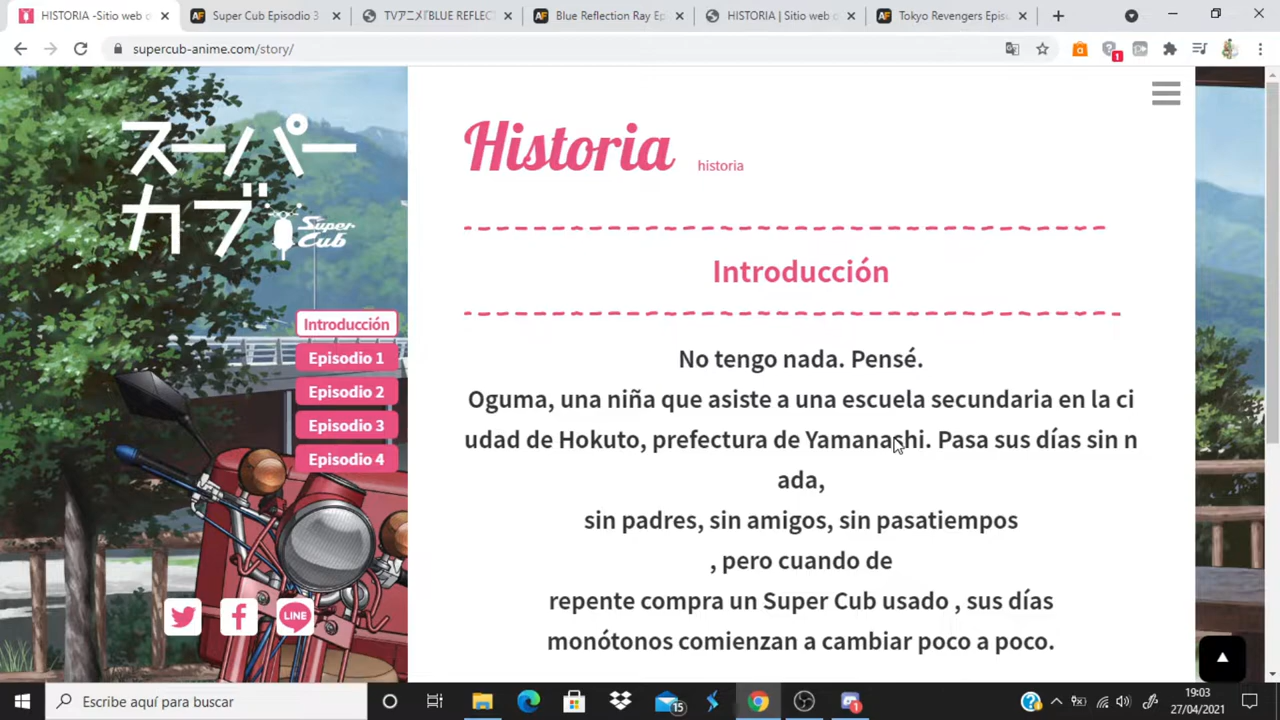 HISTORIA -Sitio web o
Super Cub Episodio 3
TVアニメ『BLUE REFLECT
Blue Reflection Ray Ep
HISTORIA | Sitio web o
Tokyo Revengers Epis
supercub-anime.com/story/
1
スーパー
カブ
Super
Cub
Introducción
Episodio 1
Episodio 2
Episodio 3
Episodio 4
LINE
Historia
historia
Introducción
No tengo nada. Pensé.
Oguma, una niña que asiste a una escuela secundaria en la ci
udad de Hokuto, prefectura de Yamanashi. Pasa sus días sin n
ada,
sin padres, sin amigos, sin pasatiempos
, pero cuando de
repente compra un Super Cub usado , sus días
monótonos comienzan a cambiar poco a poco.
Escribe aquí para buscar
15
1
19:03
27/04/2021